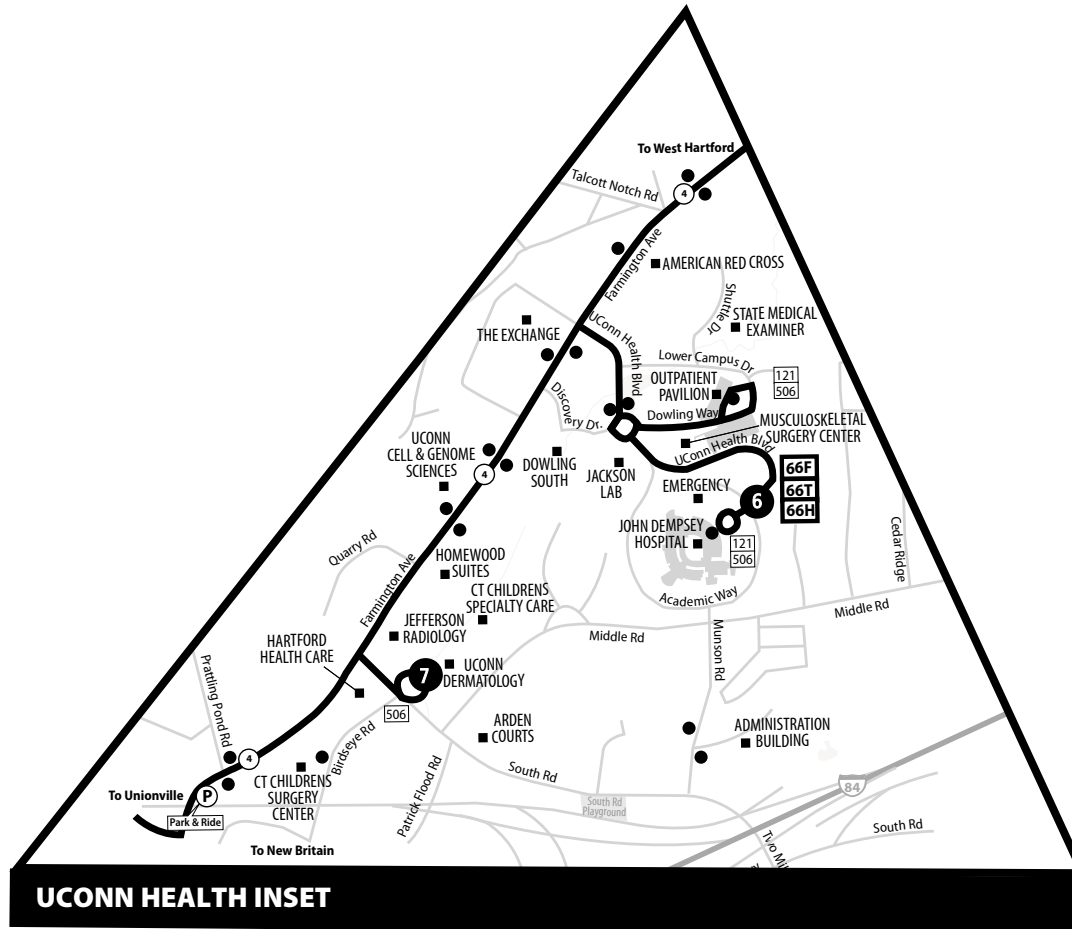 To West Hartford
Talcott Notch Rd
4
Farmington Ave
AMERICAN RED CROSS
Shuttle Dr
STATE MEDICAL
EXAMINER
THE EXCHANGE
UConn Health Blvd
Lower Campus Dr
OUTPATIENT
PAVILION
121
506
Discovery Dr.
Dowling Way
MUSCULOSKELETAL
SURGERY CENTER
UCONN
CELL & GENOME
SCIENCES
4
DOWLING
SOUTH
JACKSON
LAB
UConn Health Blvd
EMERGENCY
66F
66T
66H
6
JOHN DEMPSEY
HOSPITAL
121
506
Cedar Ridge
Quarry Rd
Farmington Ave
HOMEWOOD
SUITES
CT CHILDRENS
SPECIALTY CARE
Academic Way
Middle Rd
JEFFERSON
RADIOLOGY
Middle Rd
Munson Rd
HARTFORD
HEALTH CARE
UCONN
DERMATOLOGY
7
506
Prattling Pond Rd
Birdseye Rd
ARDEN
COURTS
ADMINISTRATION
BUILDING
4
CT CHILDRENS
SURGERY
CENTER
Patrick Flood Rd
South Rd
84
To Unionville
P
Park & Ride
South Rd
Playground
South Rd
To New Britain
UCONN HEALTH INSET